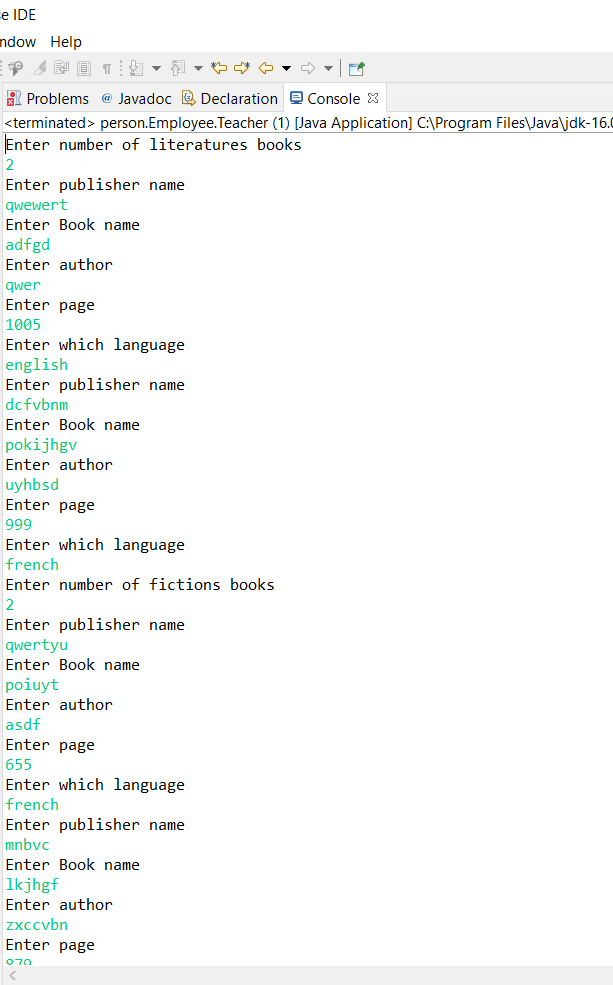 se IDE
ndow Help
Problems @ Javadoc Declaration Console
<terminated> person.Employee.Teacher (1) [Java Application] C:\Program Files\Java\jdk-16.0
Enter number of literatures books
2
Enter publisher name
qwewert
Enter Book name
adfgd
Enter author
qwer
Enter page
1005
Enter which language
english
Enter publisher name
dcfvbnm
Enter Book name
pokijhgv
Enter author
uyhbsd
Enter page
999
Enter which language
french
Enter number of fictions books
2
Enter publisher name
qwertyu
Enter Book name
poiuyt
Enter author
asdf
Enter page
655
Enter which language
french
Enter publisher name
mnbvc
Enter Book name
lkjhgf
Enter author
zxccvbn
Enter page
879